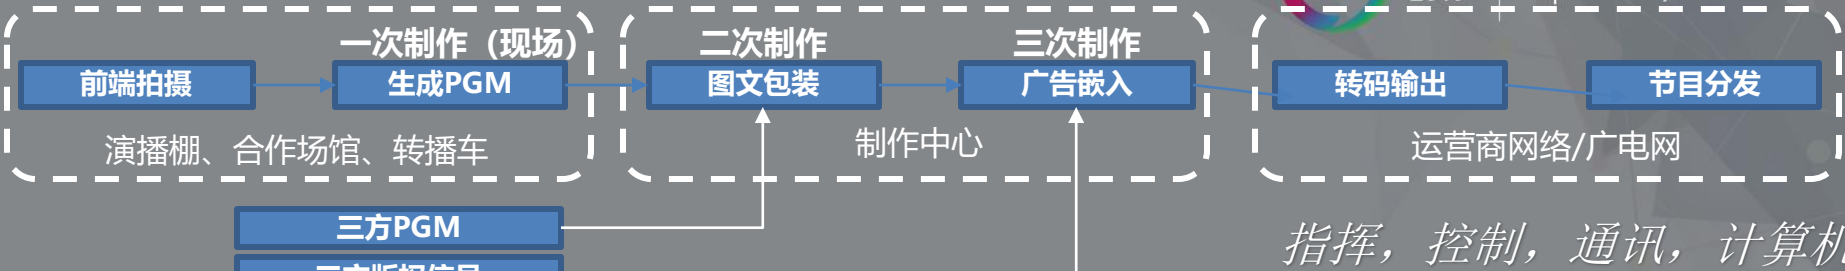 一次制作（现场）
二次制作
三次制作
前端拍摄
生成PGM
图文包装
广告嵌入
转码输出
节目分发
演播棚、合作场馆、转播车
制作中心
运营商网络/广电网
三方PGM
指挥，控制，通讯，计算机